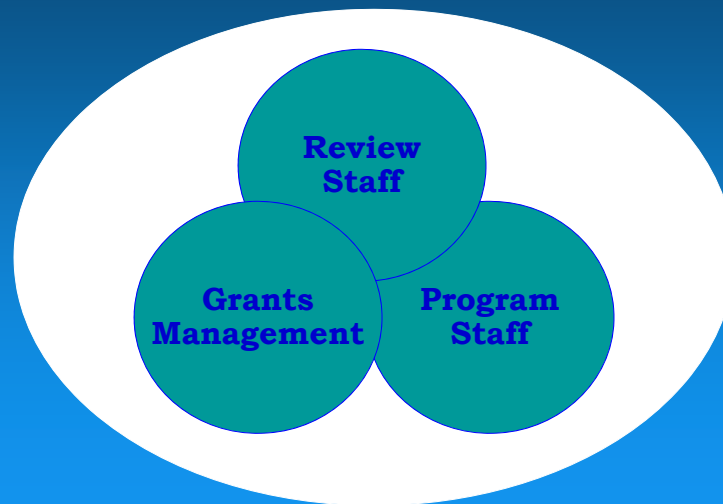 Review
Staff
Grants
Management
Program
Staff